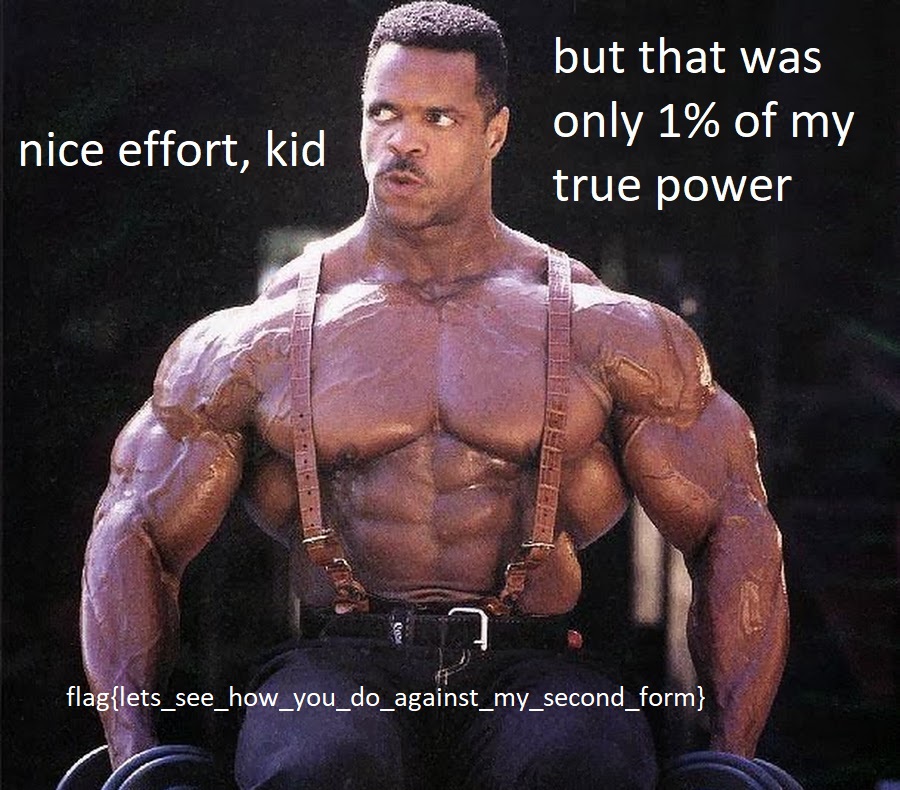 nice effort, kid
but that was
only 1% of my
true power
flag{lets_see_how_you_do_against_my_second_form}